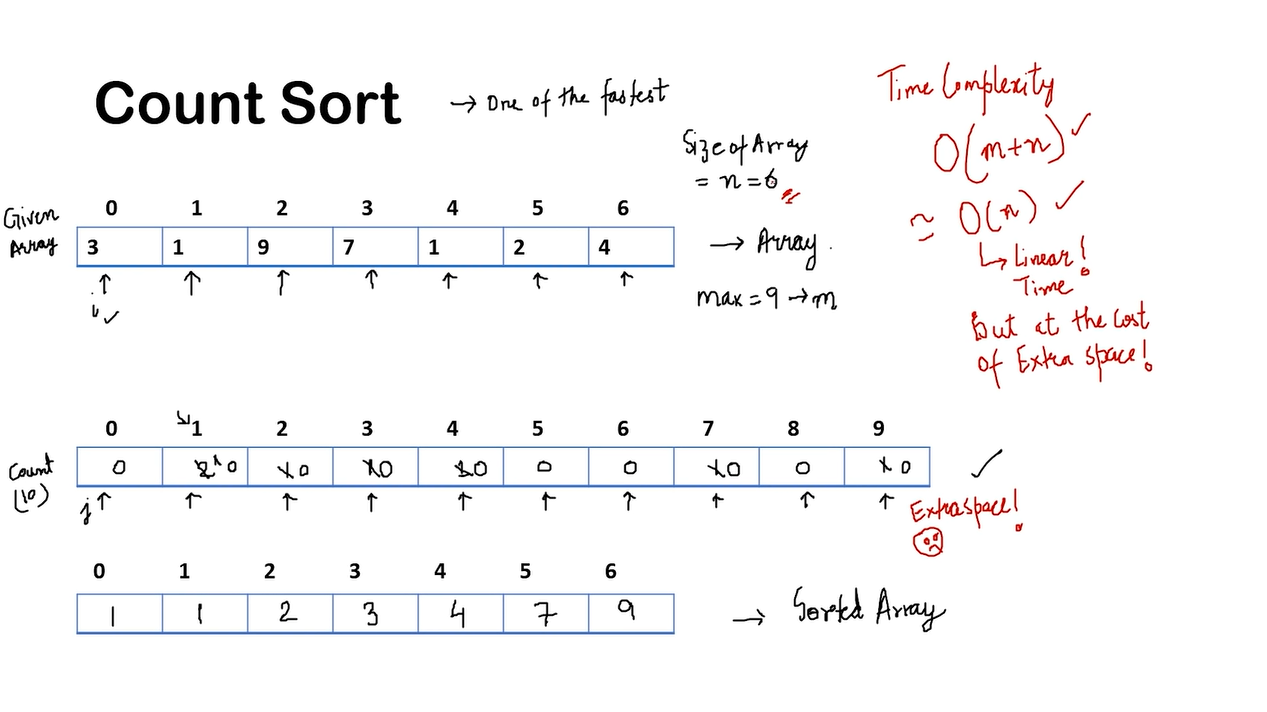 Count Sort → One of the fastest
Time Complexity
O(m+n) ✓
≃ O(n) ✓
↳ Linear!
Time
But at the cost
of Extra space!
Size of Array
= n = 6
→ Array.
max = 9 → m
Given
Array
0 1 2 3 4 5 6
3 1 9 7 1 2 4
↑ ↑ ↑ ↑ ↑ ↑ ↑
i ✓
0 1 2 3 4 5 6 7 8 9
Count
(10)
0 2 1 0 1 0 1 0 1 0 0 0 1 0 0 1 0 ✓
j ↑ ↑ ↑ ↑ ↑ ↑ ↑ ↑ ↑ ↑
Extra space!
0 1 2 3 4 5 6
1 1 2 3 4 7 9 → Sorted Array